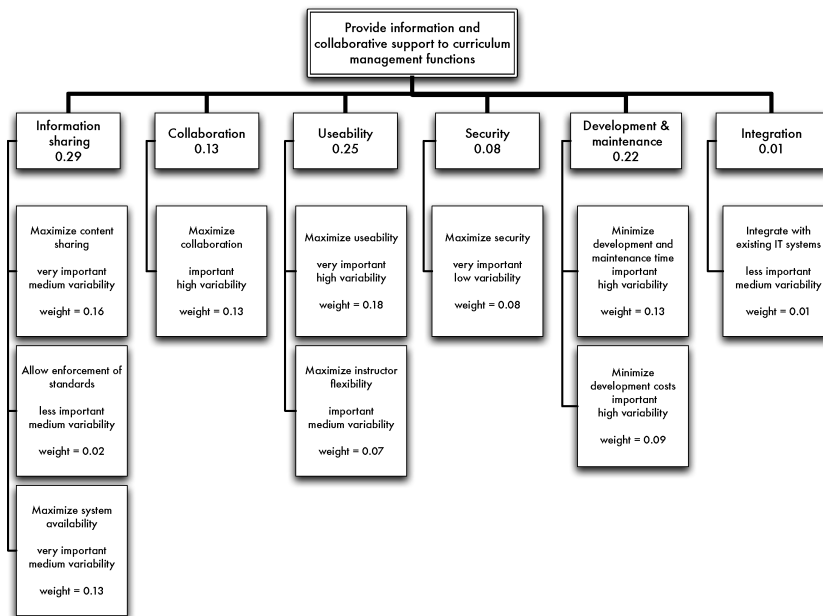 Provide information and
collaborative support to curriculum
management functions
Information
sharing
0.29
Collaboration
0.13
Useability
0.25
Security
0.08
Development &
maintenance
0.22
Integration
0.01
Maximize content
sharing
very important
medium variability
weight = 0.16
Allow enforcement of
standards
less important
medium variability
weight = 0.02
Maximize system
availability
very important
medium variability
weight = 0.13
Maximize
collaboration
important
high variability
weight = 0.13
Maximize useability
very important
high variability
weight = 0.18
Maximize instructor
flexibility
important
medium variability
weight = 0.07
Maximize security
very important
low variability
weight = 0.08
Minimize
development and
maintenance time
important
high variability
weight = 0.13
Minimize
development costs
important
high variability
weight = 0.09
Integrate with
existing IT systems
less important
medium variability
weight = 0.01